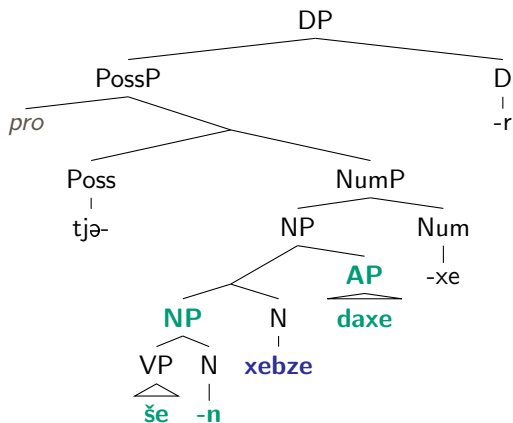 DP
PossP D
pro -r
Poss NumP
tjə- NP Num
AP -xe
NP N daxe
VP N xebze
še -n